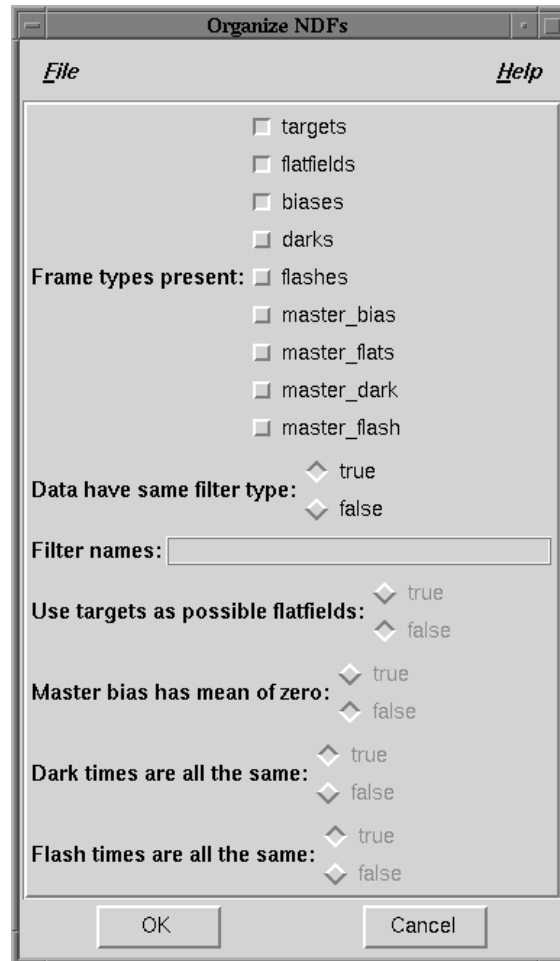 Organize NDFs
File
Help
targets
flatfields
biases
darks
Frame types present: flashes
master_bias
master_flats
master_dark
master_flash
Data have same filter type:
true
false
Filter names:
Use targets as possible flatfields:
true
false
Master bias has mean of zero:
true
false
Dark times are all the same:
true
false
Flash times are all the same:
true
false
OK
Cancel